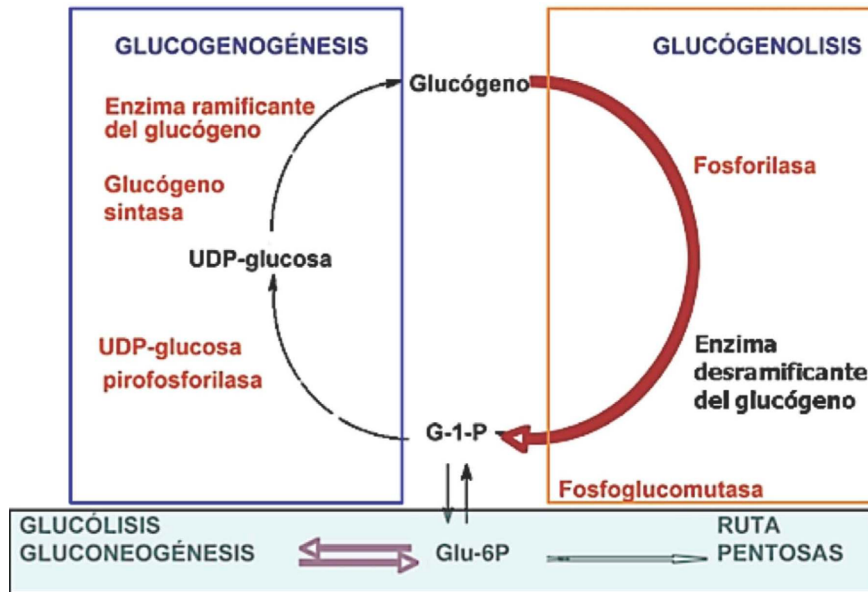 GLUCOGENOGÉNESIS
GLUCÓGENOLISIS
Glucógeno
Enzima ramificante
del glucógeno
Fosforilasa
Glucógeno
sintasa
UDP-glucosa
UDP-glucosa
pirofosforilasa
Enzima
desramificante
del glucógeno
G-1-P
Fosfoglucomutasa
GLUCÓLISIS
GLUCONEOGÉNESIS
Glu-6P
RUTA
PENTOSAS